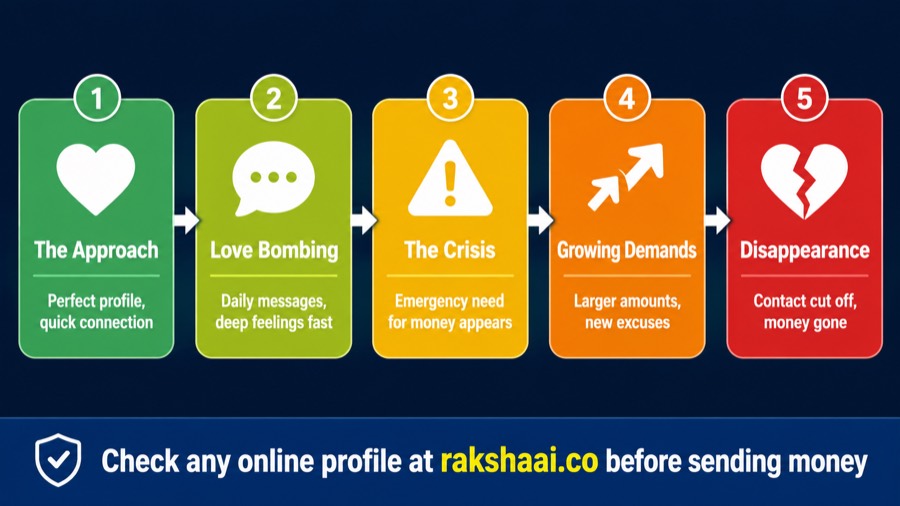 1
The Approach
Perfect profile,
quick connection
2
Love Bombing
Daily messages,
deep feelings fast
3
The Crisis
Emergency need
for money appears
4
Growing Demands
Larger amounts,
new excuses
5
Disappearance
Contact cut off,
money gone
Check any online profile at rakshaai.co before sending money